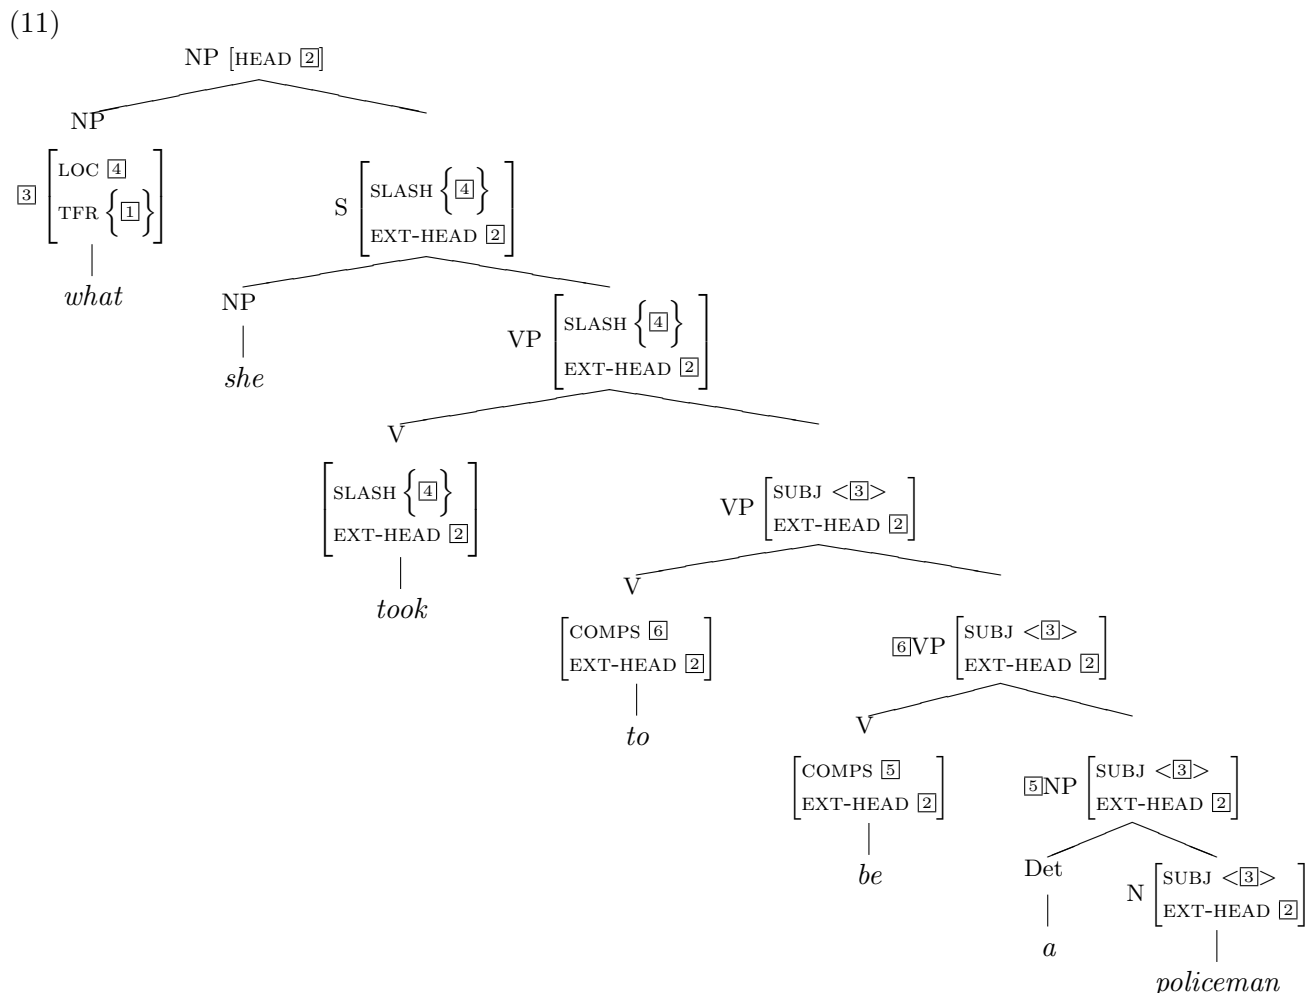 (11)
NP [HEAD 2]
NP
3 [LOC 4
TFR {1}]
what
S [SLASH {4}
EXT-HEAD 2]
NP
she
VP [SLASH {4}
EXT-HEAD 2]
V
[SLASH {4}
EXT-HEAD 2]
took
VP [SUBJ <3>
EXT-HEAD 2]
V
[COMPS 6
EXT-HEAD 2]
to
6VP [SUBJ <3>
EXT-HEAD 2]
V
[COMPS 5
EXT-HEAD 2]
be
5NP [SUBJ <3>
EXT-HEAD 2]
Det
a
N [SUBJ <3>
EXT-HEAD 2]
policeman